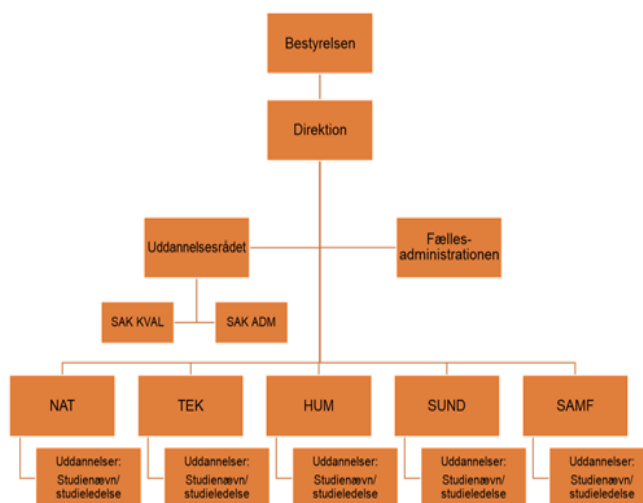 Bestyrelsen
Direktion
Uddannelsesrådet
Fælles-
administrationen
SAK KVAL
SAK ADM
NAT
TEK
HUM
SUND
SAMF
Uddannelser:
Studienævn/
studieledelse
Uddannelser:
Studienævn/
studieledelse
Uddannelser:
Studienævn/
studieledelse
Uddannelser:
Studienævn/
studieledelse
Uddannelser:
Studienævn/
studieledelse